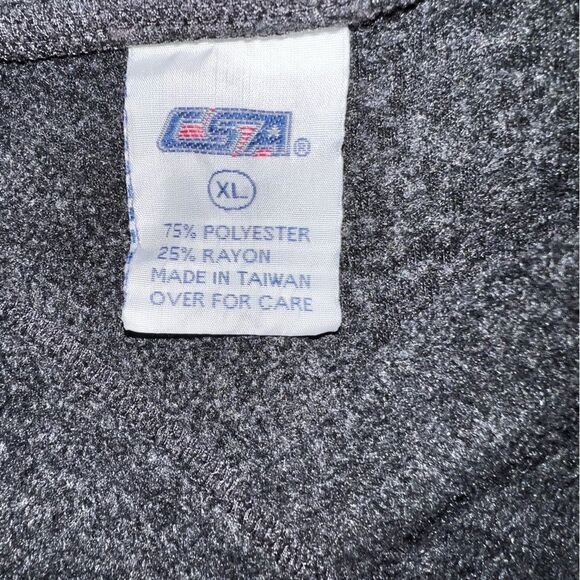 CSA ®
XL
75% POLYESTER
25% RAYON
MADE IN TAIWAN
OVER FOR CARE